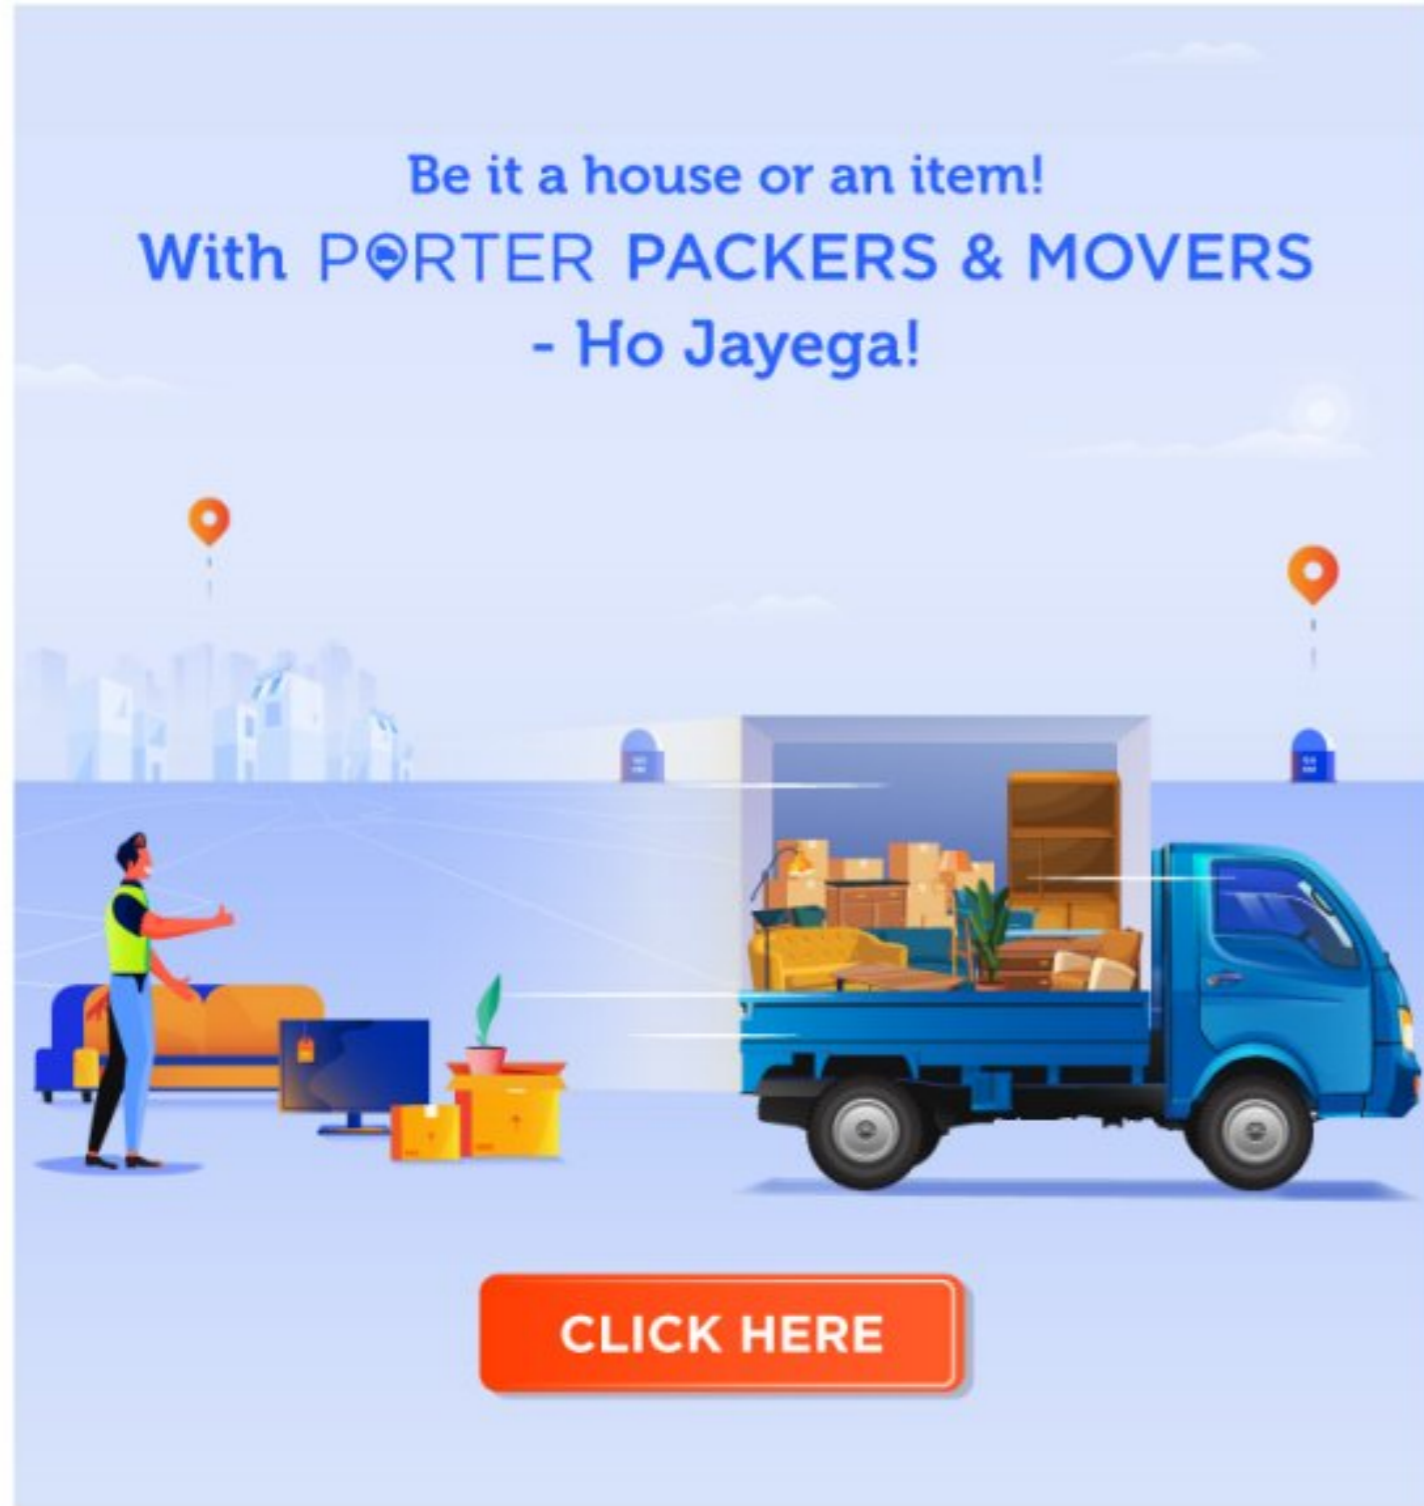 Be it a house or an item!
With PORTER PACKERS & MOVERS
- Ho Jayega!
CLICK HERE